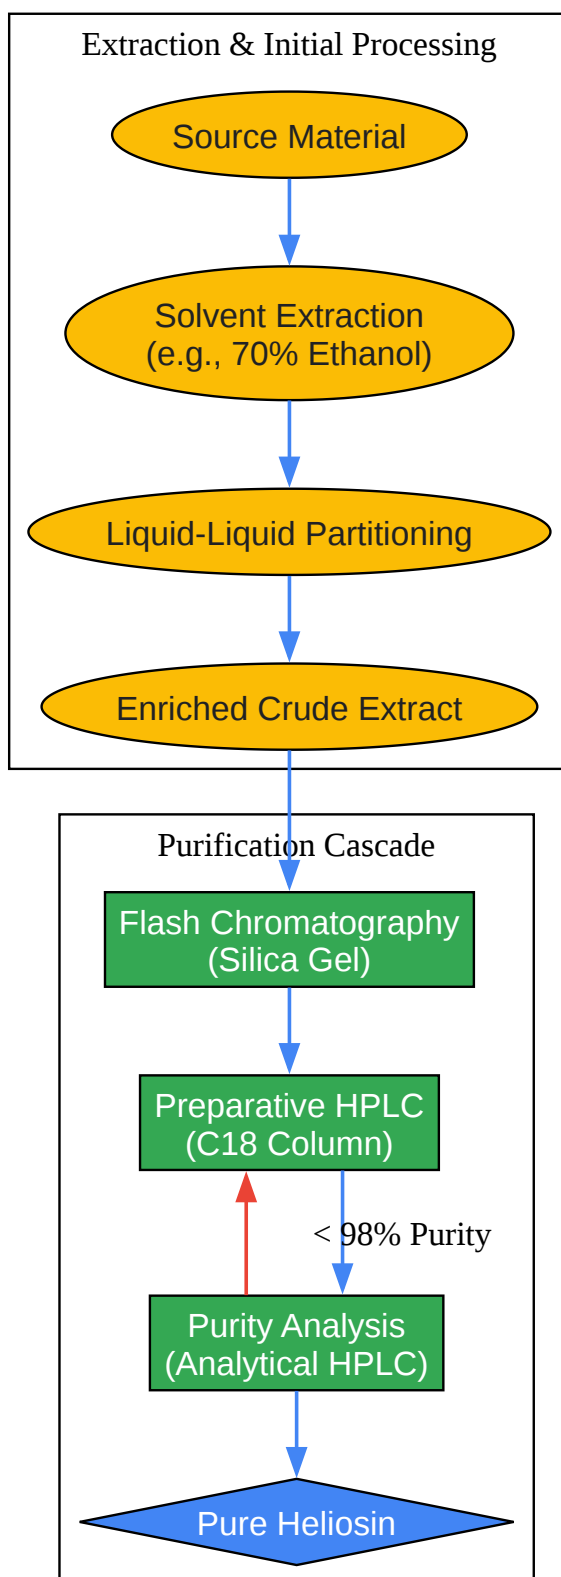 Extraction & Initial Processing
Source Material
Solvent Extraction
(e.g., 70% Ethanol)
Liquid-Liquid Partitioning
Enriched Crude Extract
Purification Cascade
Flash Chromatography
(Silica Gel)
Preparative HPLC
(C18 Column)
< 98% Purity
Purity Analysis
(Analytical HPLC)
Pure Heliosin